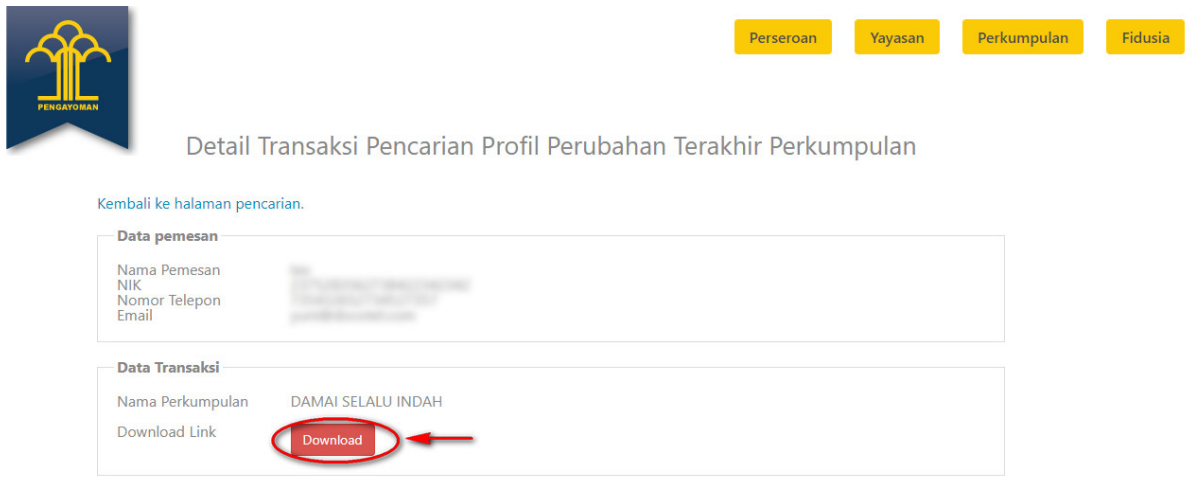 Perseroan Yayasan Perkumpulan Fidusia
PENGAYOMAN
Detail Transaksi Pencarian Profil Perubahan Terakhir Perkumpulan
Kembali ke halaman pencarian.
Data pemesan
Nama Pemesan
NIK
Nomor Telepon
Email
Data Transaksi
Nama Perkumpulan DAMAI SELALU INDAH
Download Link Download